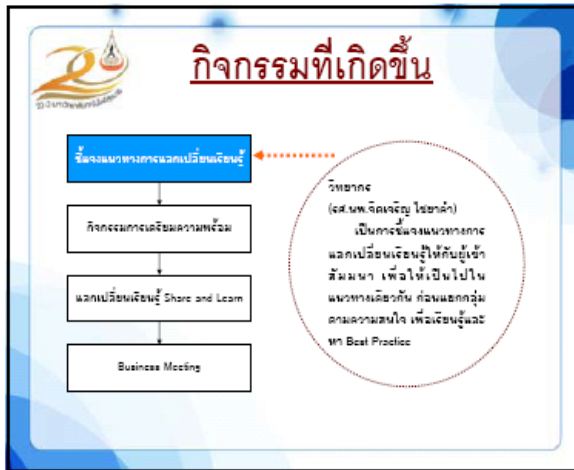 กิจกรรมที่เกิดขึ้น
ชี้แจงแนวทางการแลกเปลี่ยนเรียนรู้
กิจกรรมการเตรียมความพร้อม
แลกเปลี่ยนเรียนรู้ Share and Learn
Business Meeting
วิทยากร
(รศ.นพ.จิตเจริญ ไชยาคำ)
เป็นการชี้แจงแนวทางการ
แลกเปลี่ยนเรียนรู้ให้กับผู้เข้า
สัมมนา เพื่อให้เป็นไปใน
แนวทางเดียวกัน ก่อนแยกกลุ่ม
ตามความสนใจ เพื่อเรียนรู้และ
หา Best Practice